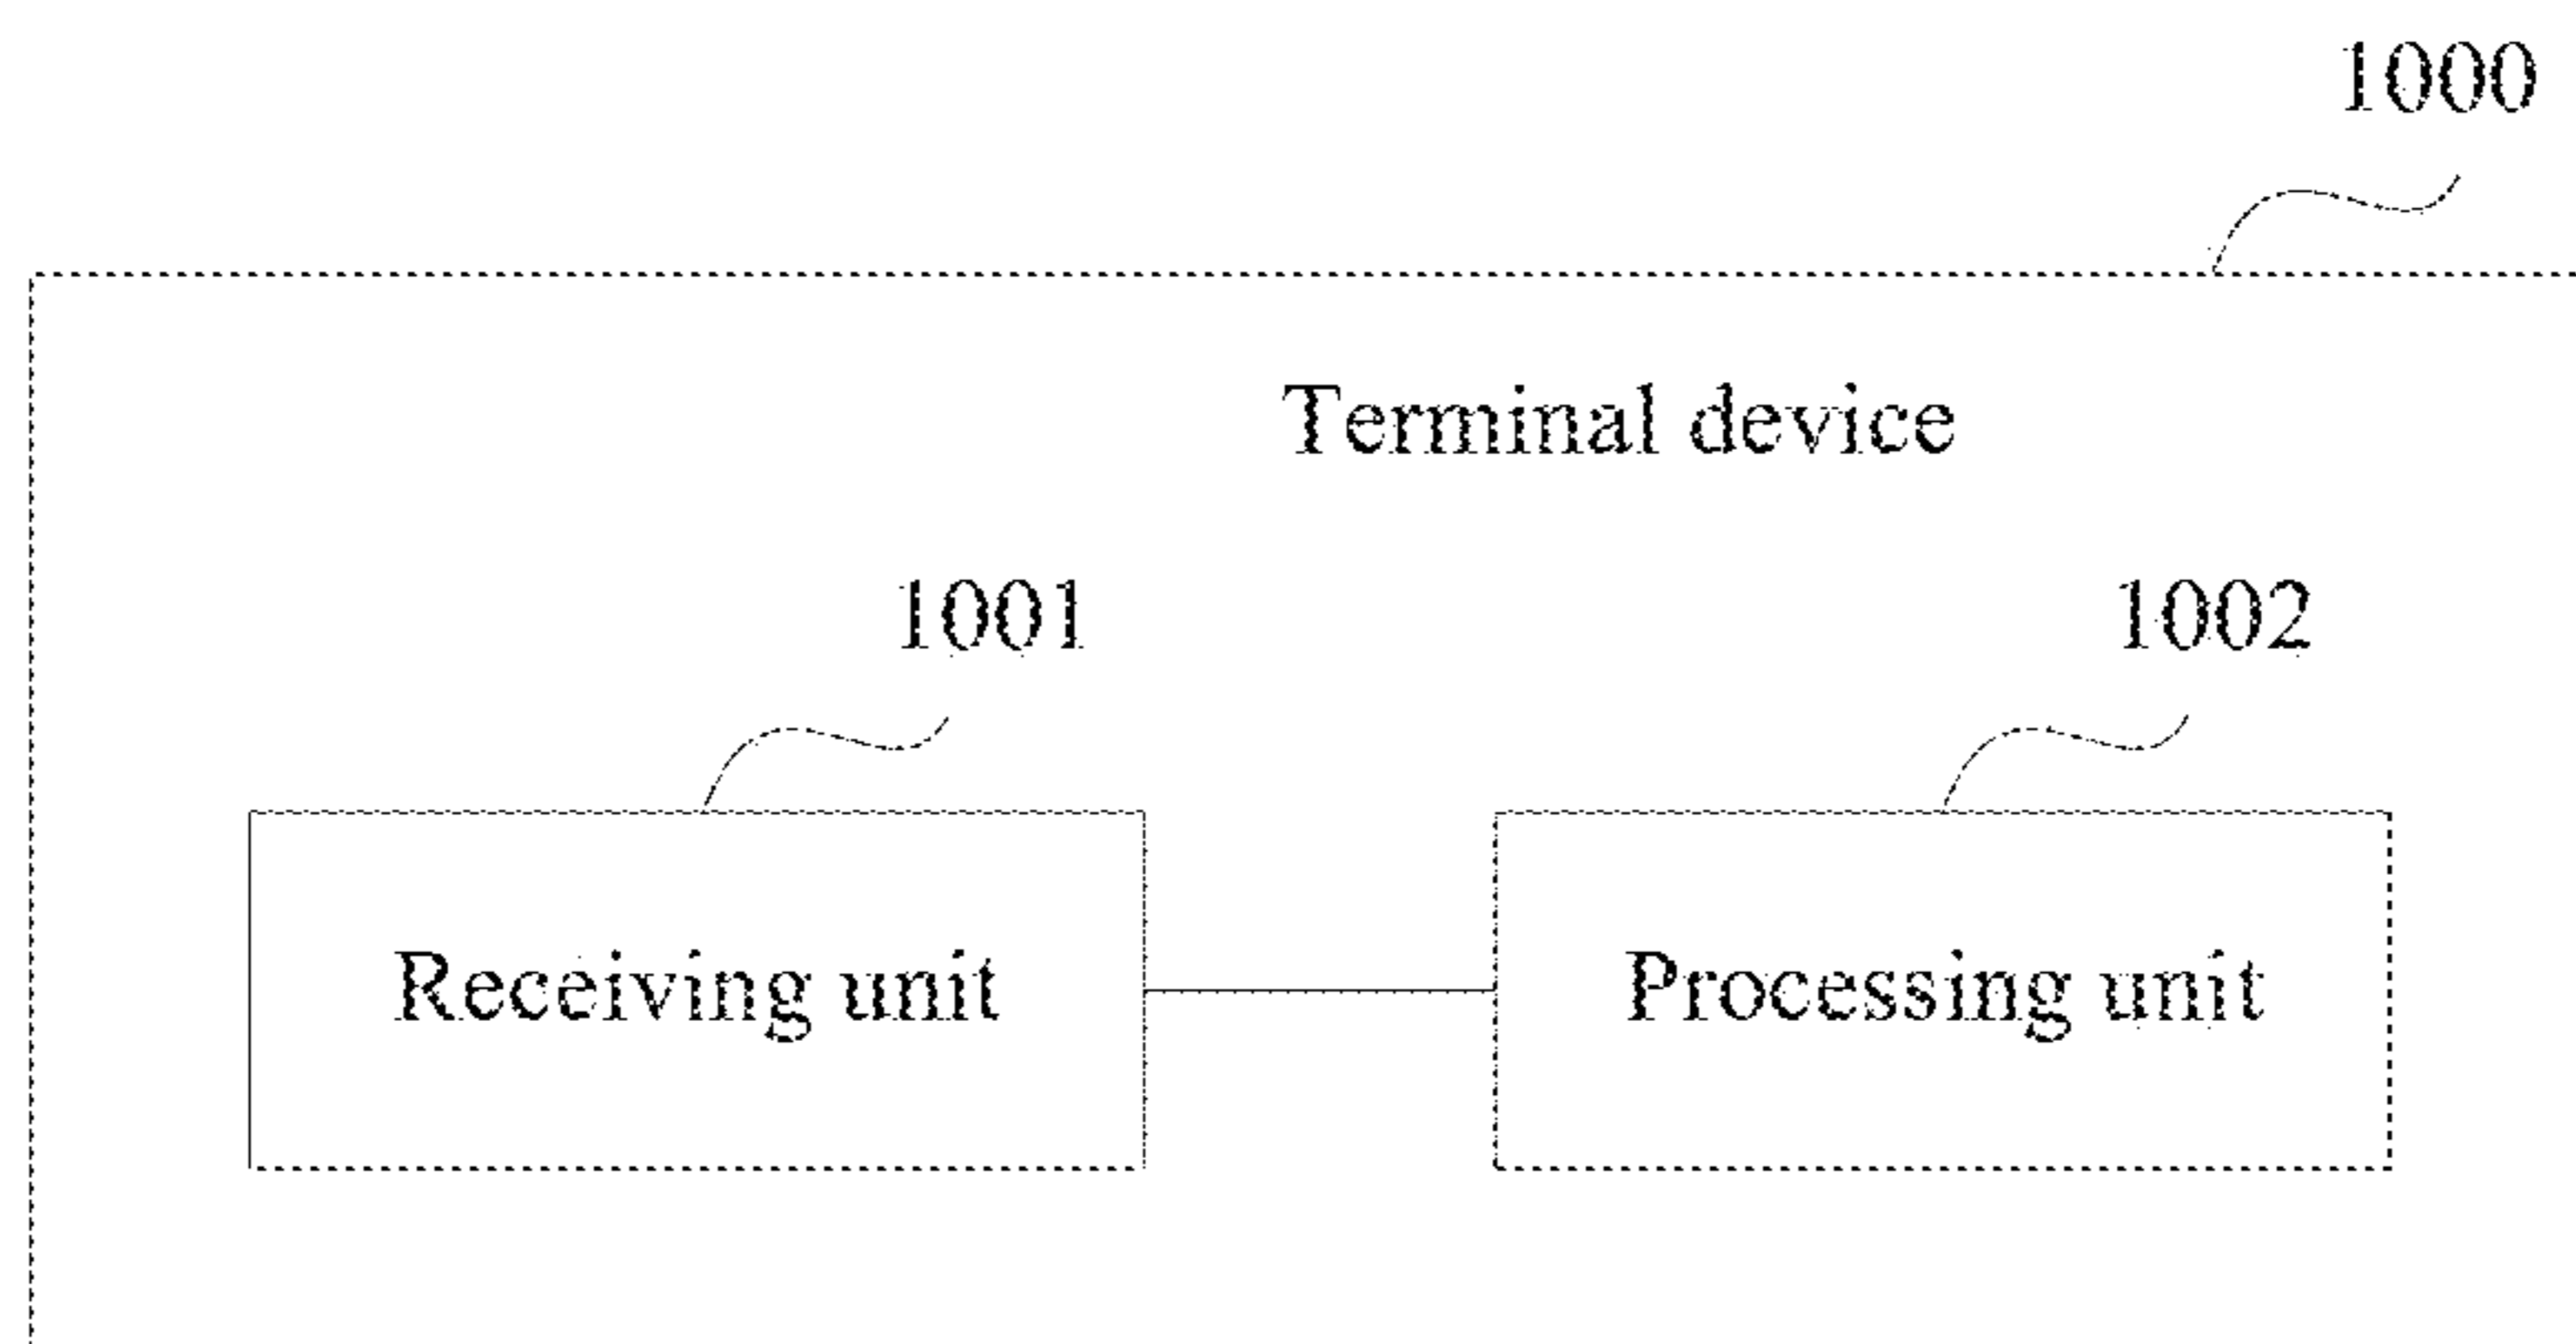 1000
Terminal device
1001
1002
Receiving unit
Processing unit